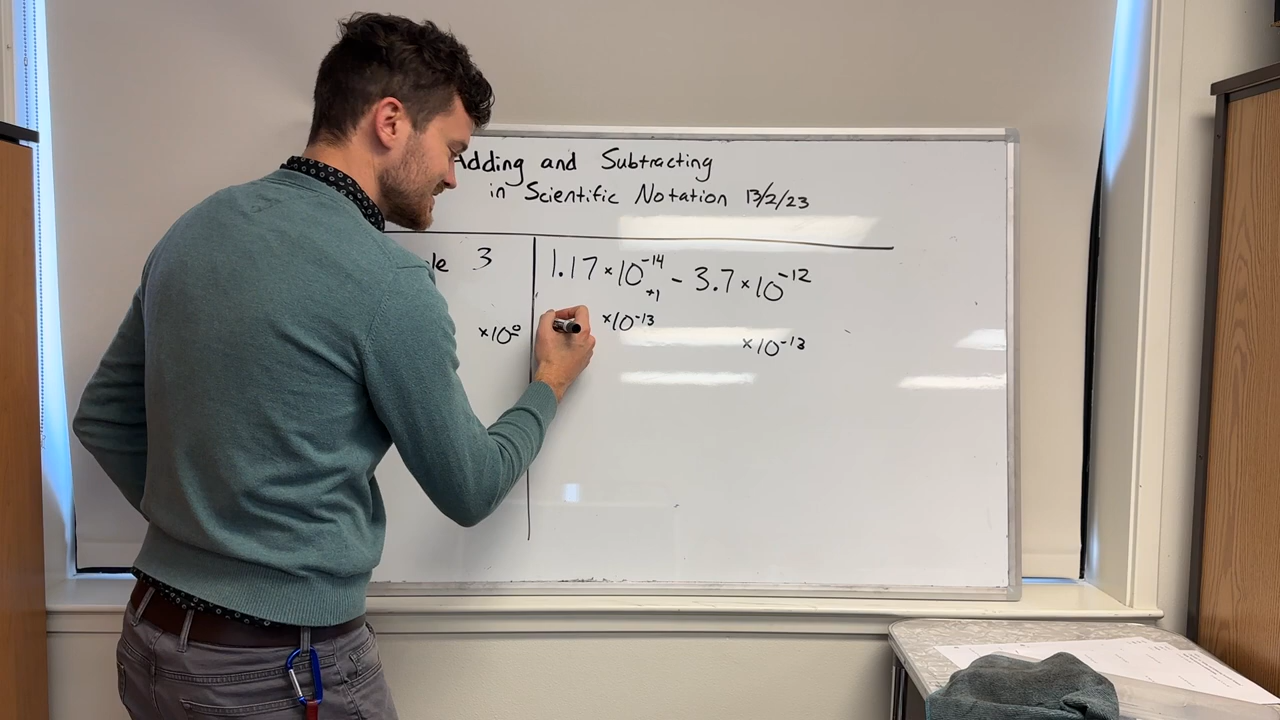 Adding and Subtracting
in Scientific Notation 13/2/23
3
×10⁰
1.17 ×10⁻¹⁴ - 3.7 ×10⁻¹²
+1
×10⁻¹³
×10⁻¹³